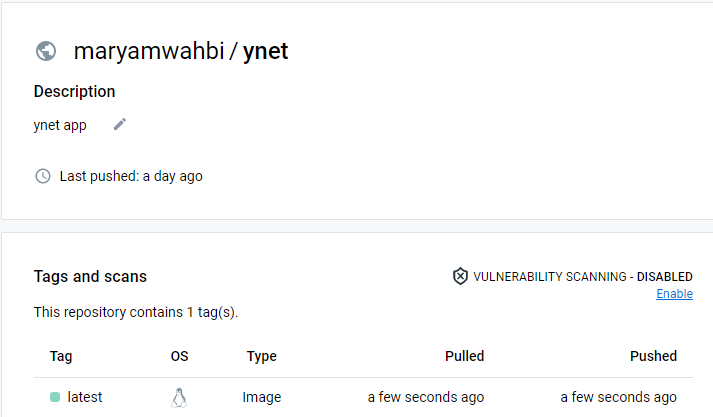 maryamwahbi / ynet
Description
ynet app
Last pushed: a day ago
Tags and scans
VULNERABILITY SCANNING - DISABLED
Enable
This repository contains 1 tag(s).
Tag OS Type Pulled Pushed
latest Image a few seconds ago a few seconds ago